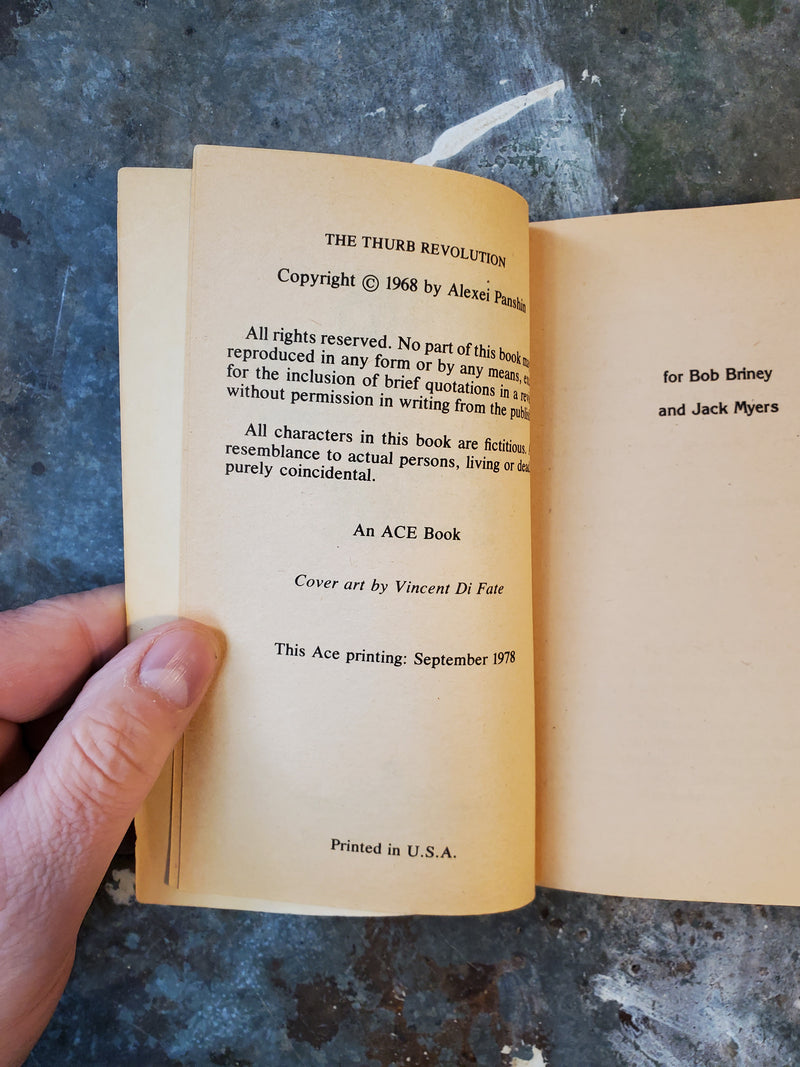 THE THURB REVOLUTION
Copyright © 1968 by Alexei Panshin
All rights reserved. No part of this book
reproduced in any form or by any means,
for the inclusion of brief quotations in a
without permission in writing from the
All characters in this book are fictitious.
resemblance to actual persons, living or
purely coincidental.
An ACE Book
Cover art by Vincent Di Fate
This Ace printing: September 1978
Printed in U.S.A.
for Bob Briney
and Jack Myers